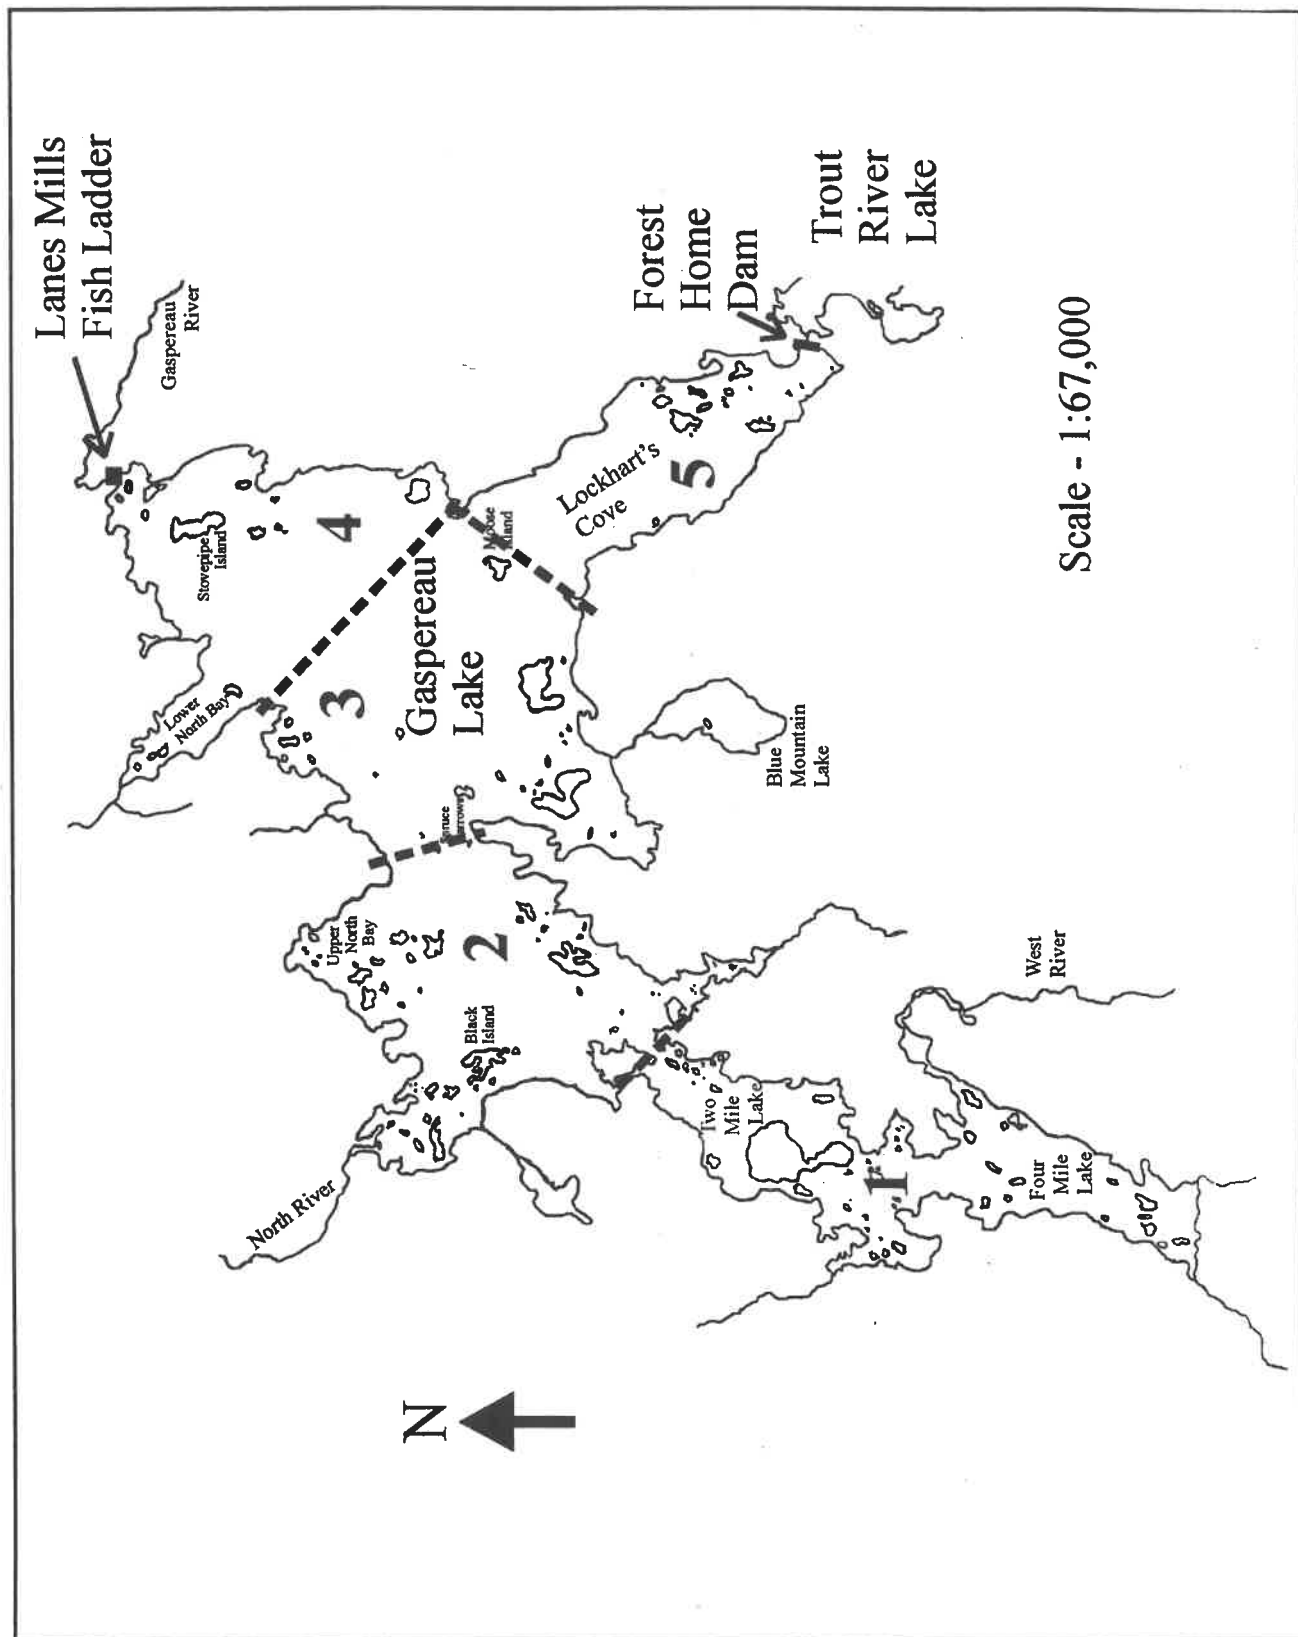 Lanes Mills
Fish Ladder
Gaspereau
River
Stovepipe
Island
4
Lower
North Bay
3
Gaspereau
Lake
Moose
Island
Spruce
Narrows
Upper
North
Bay
2
Black
Island
North River
N
Forest
Home
Dam
Trout
River
Lake
Lockhart's
Cove
5
Blue
Mountain
Lake
Two
Mile
Lake
1
Four
Mile
Lake
West
River
Scale - 1:67,000